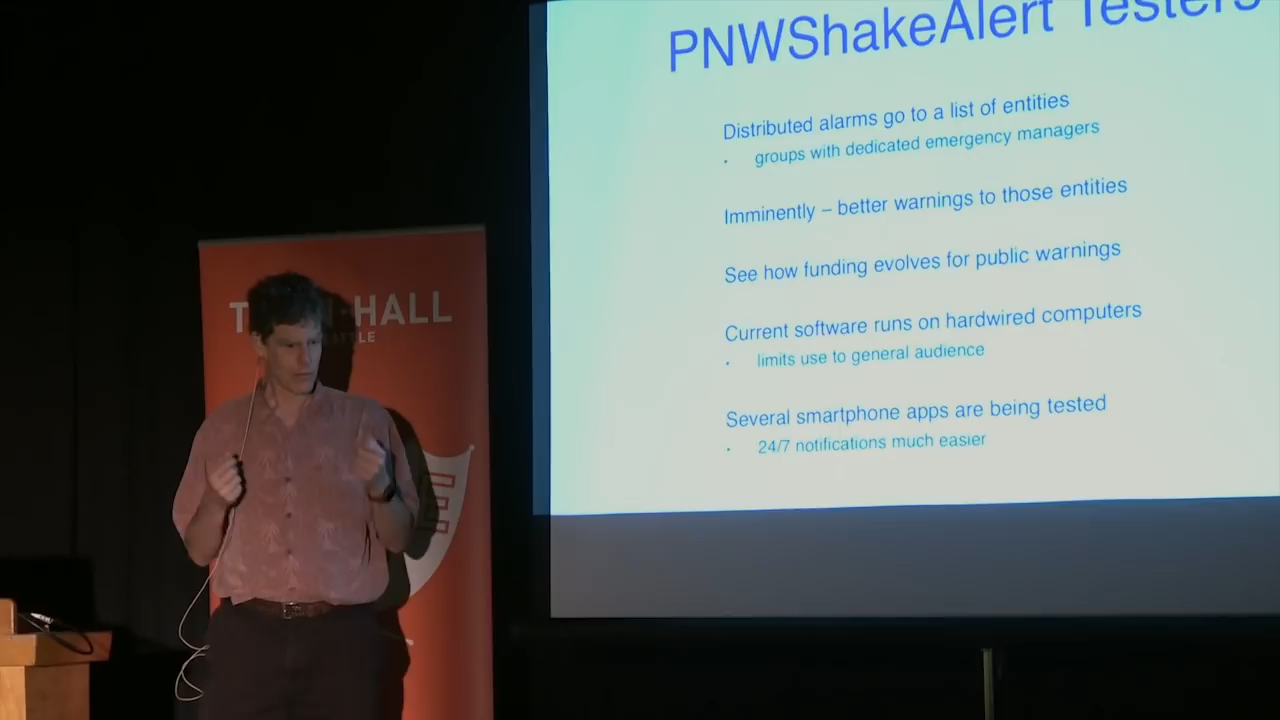 PNWShakeAlert Testers
Distributed alarms go to a list of entities
· groups with dedicated emergency managers
Imminently – better warnings to those entities
See how funding evolves for public warnings
Current software runs on hardwired computers
· limits use to general audience
Several smartphone apps are being tested
· 24/7 notifications much easier
HALL